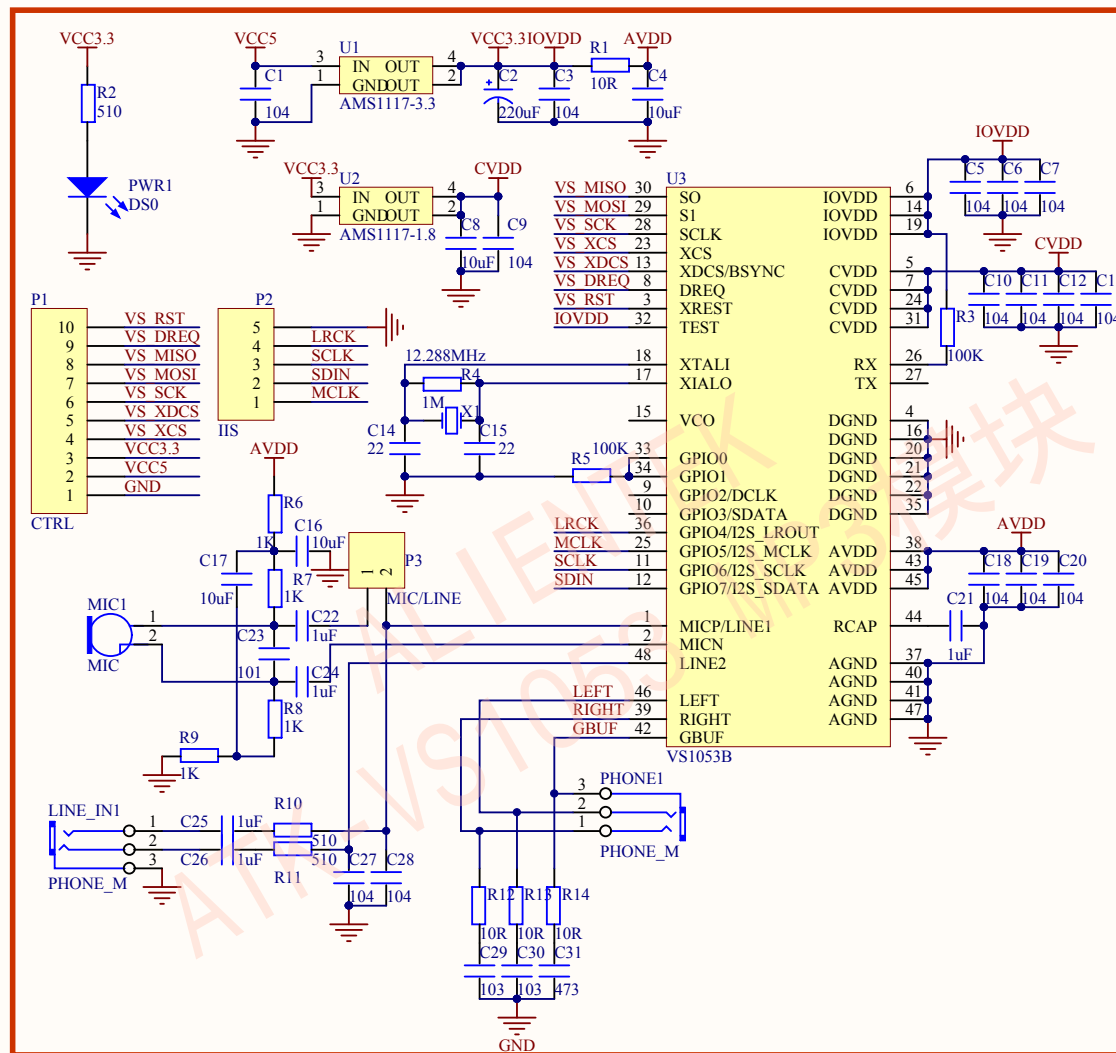 VCC3.3
R2
510
PWR1
DS0
VCC5
C1
104
U1
3 IN OUT 4
1 GND OUT 2
AMS1117-3.3
VCC3.3 IOVDD
C2
220uF
C3
104
R1
10R
AVDD
C4
10uF
VCC3.3
U2
3 IN OUT 4
1 GND OUT 2
AMS1117-1.8
CVDD
C8
10uF
C9
104
P1
10 VS_RST
9 VS_DREQ
8 VS_MISO
7 VS_MOSI
6 VS_SCK
5 VS_XDCS
4 VS_XCS
3 VCC3.3
2 VCC5
1 GND
CTRL
P2
5
4 LRCK
3 SCLK
2 SDIN
1 MCLK
IIS
U3
VS_MISO 30 SO
VS_MOSI 29 S1
VS_SCK 28 SCLK
VS_XCS 23 XCS
VS_XDCS 13 XDCS/BSYNC
VS_DREQ 8 DREQ
VS_RST 3 XREST
IOVDD 32 TEST
18 XTALI
17 XIALO
15 VCO
33 GPIO0
34 GPIO1
9 GPIO2/DCLK
10 GPIO3/SDATA
LRCK 36 GPIO4/I2S_LROUT
MCLK 25 GPIO5/I2S_MCLK
SCLK 11 GPIO6/I2S_SCLK
SDIN 12 GPIO7/I2S_SDATA
1 MICP/LINE1
2 MICN
48 LINE2
LEFT 46 LEFT
RIGHT 39 RIGHT
GBUF 42 GBUF
VS1053B
IOVDD 6
IOVDD 14
IOVDD 19
CVDD 5
CVDD 7
CVDD 24
CVDD 31
RX 26
TX 27
DGND 4
DGND 16
DGND 20
DGND 21
DGND 22
DGND 35
AVDD 38
AVDD 43
AVDD 45
RCAP 44
AGND 37
AGND 40
AGND 41
AGND 47
IOVDD
C5 C6 C7
104 104 104
CVDD
C10 C11 C12
104 104 104 104
R3
100K
AVDD
C18 C19 C20
104 104 104
C21
1uF
12.288MHz
R4
1M
X1
C14
22
C15
22
R5
100K
AVDD
R6
1K
C16
10uF
C17
10uF
R7
1K
P3
1 2
MIC/LINE
MIC1
1
2
MIC
C22
1uF
C23
101
C24
1uF
R8
1K
R9
1K
LINE_IN1
1
2
3
PHONE_M
C25
1uF
C26
1uF
R10
510
510
R11
C27
104
C28
104
PHONE1
3
2
1
PHONE_M
R12 R13 R14
10R 10R 10R
C29 C30 C31
103 103 473
GND
ALIENTEK
ATK-VS1053 MP3模块